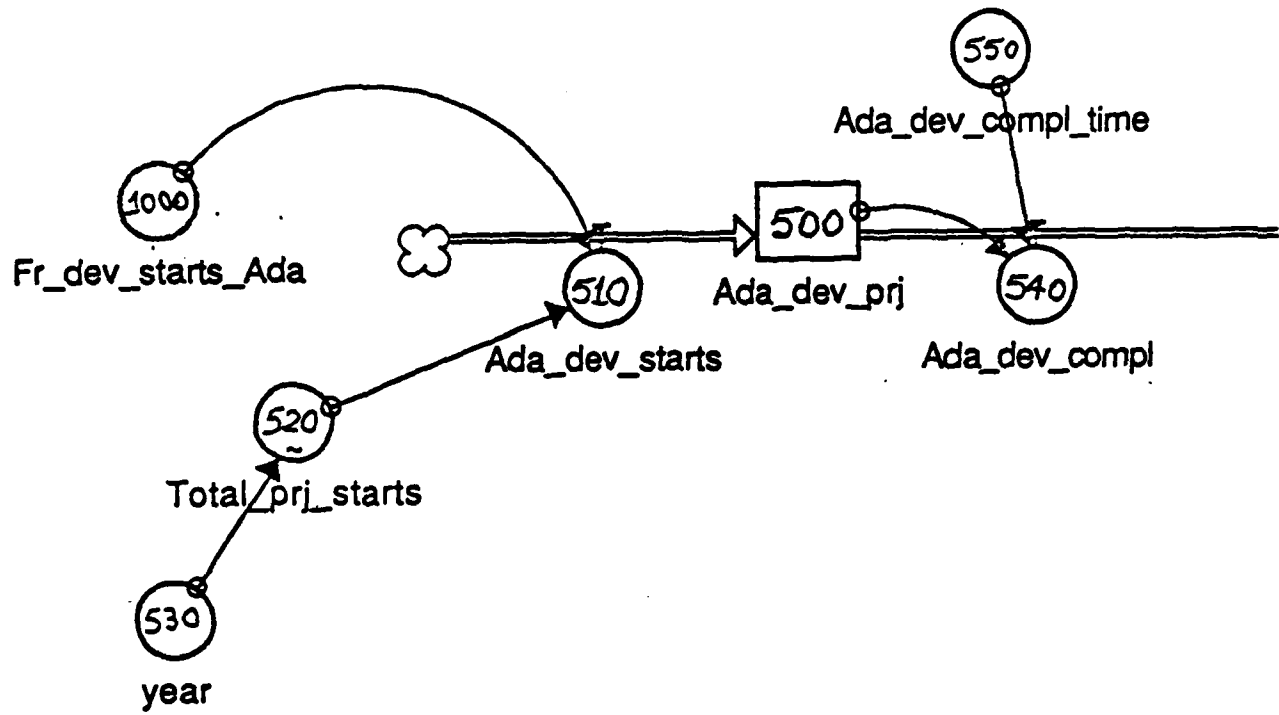 550
Ada_dev_compl_time
1000
Fr_dev_starts_Ada
500
Ada_dev_prj
510
Ada_dev_starts
540
Ada_dev_compl
520
~
Total_prj_starts
530
year